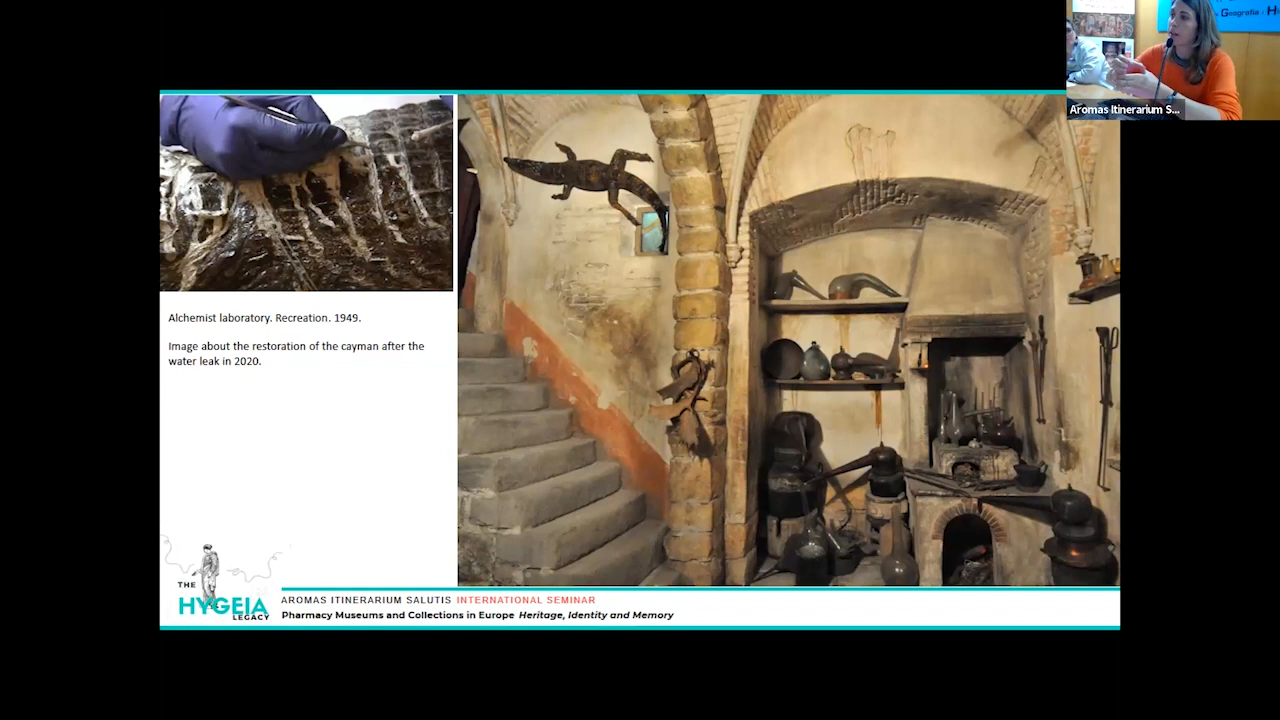 Geografia i H
Aromas Itinerarium S...
Alchemist laboratory. Recreation. 1949.
Image about the restoration of the cayman after the
water leak in 2020.
THE
HYGEIA
LEGACY
AROMAS ITINERARIUM SALUTIS INTERNATIONAL SEMINAR
Pharmacy Museums and Collections in Europe Heritage, Identity and Memory